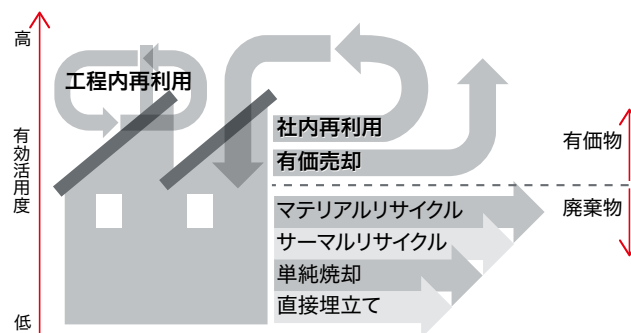 高
有効活用度
低
工程内再利用
社内再利用
有価売却
マテリアルリサイクル
サーマルリサイクル
単純焼却
直接埋立て
有価物
廃棄物